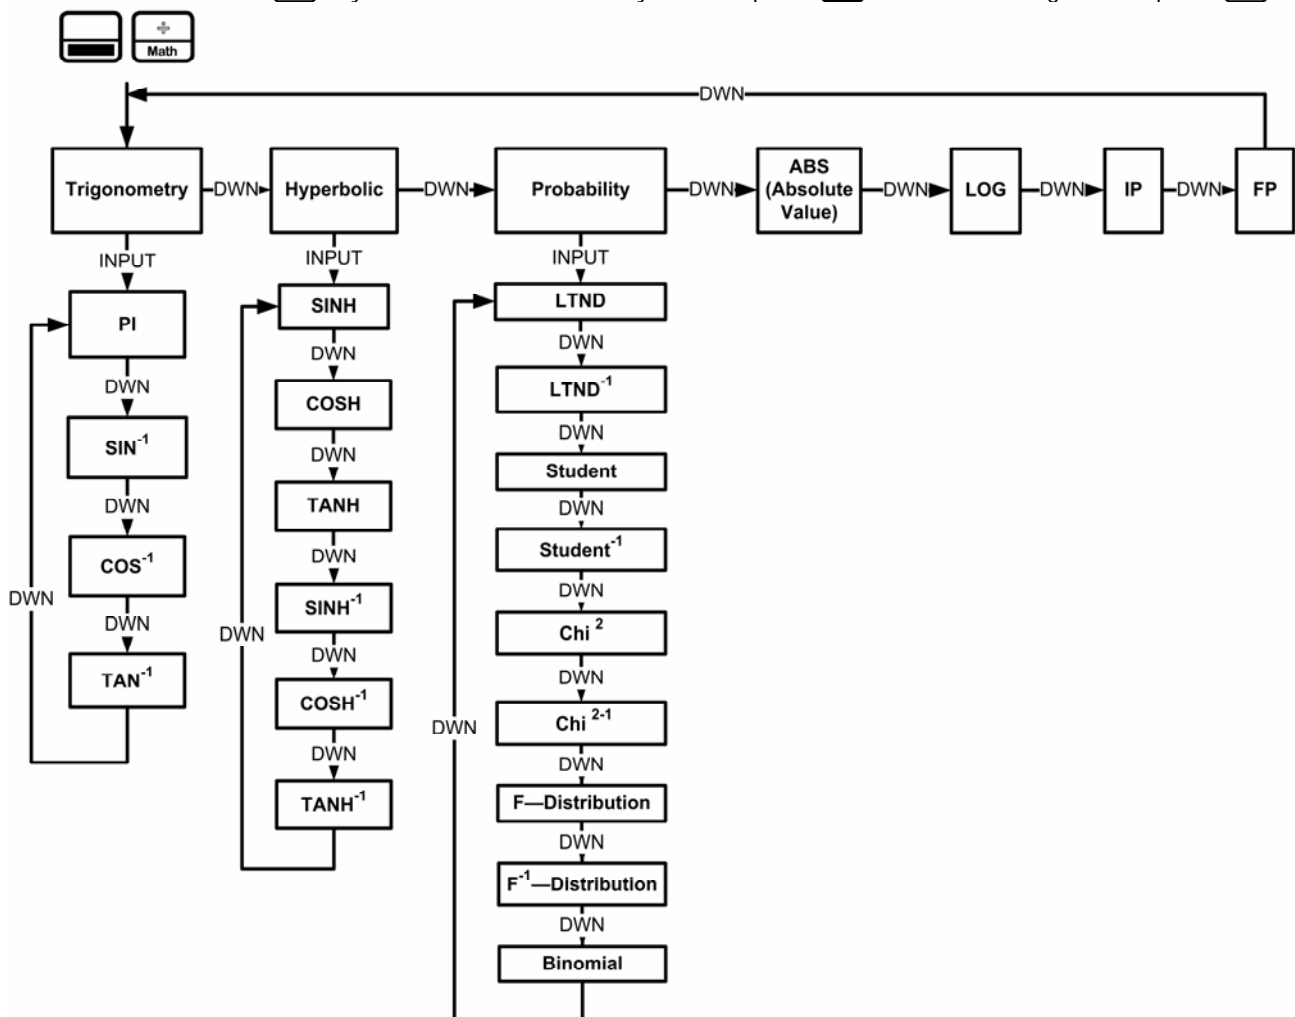 ÷
Math
DWN
Trigonometry DWN Hyperbolic DWN Probability DWN ABS (Absolute Value) DWN LOG DWN IP DWN FP
INPUT
PI
DWN
SIN-1
DWN
COS-1
DWN
TAN-1
DWN
INPUT
SINH
DWN
COSH
DWN
TANH
DWN
SINH-1
DWN
COSH-1
DWN
TANH-1
DWN
INPUT
LTND
DWN
LTND-1
DWN
Student
DWN
Student-1
DWN
Chi 2
DWN
Chi 2-1
DWN
F—Distribution
DWN
F-1—Distribution
DWN
Binomial
DWN